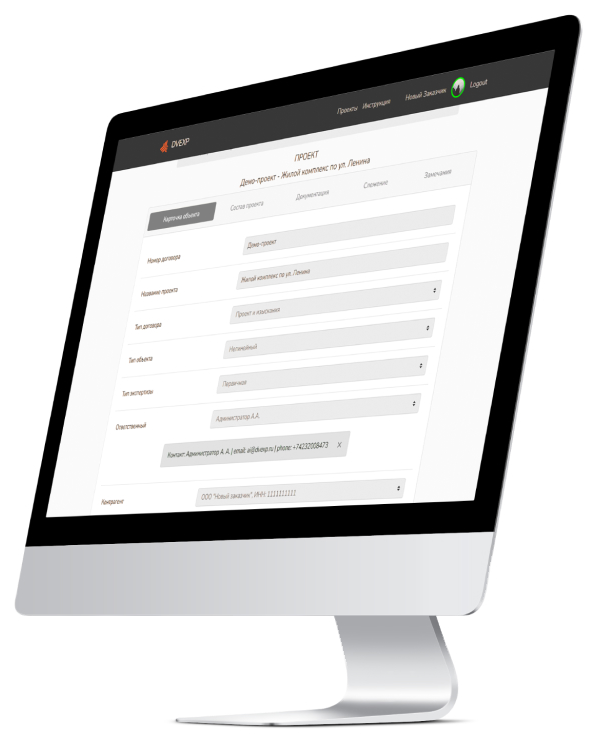 DVEXP
Проекты Инструкция Новый Заказчик Logout
ПРОЕКТ
Демо-проект - Жилой комплекс по ул. Ленина
Карточка объекта Состав проекта Документация Слежение Замечания
Номер договора Демо-проект
Название проекта Жилой комплекс по ул. Ленина
Тип договора Проект и изыскания
Тип объекта Нелинейный
Тип экспертизы Первичное
Ответственный Администратор А.А.
Контакт: Администратор А. А. | email: ai@dvexp.ru | phone: +74232008473 X
Контрагент ООО "Новый заказчик", ИНН: 1111111111